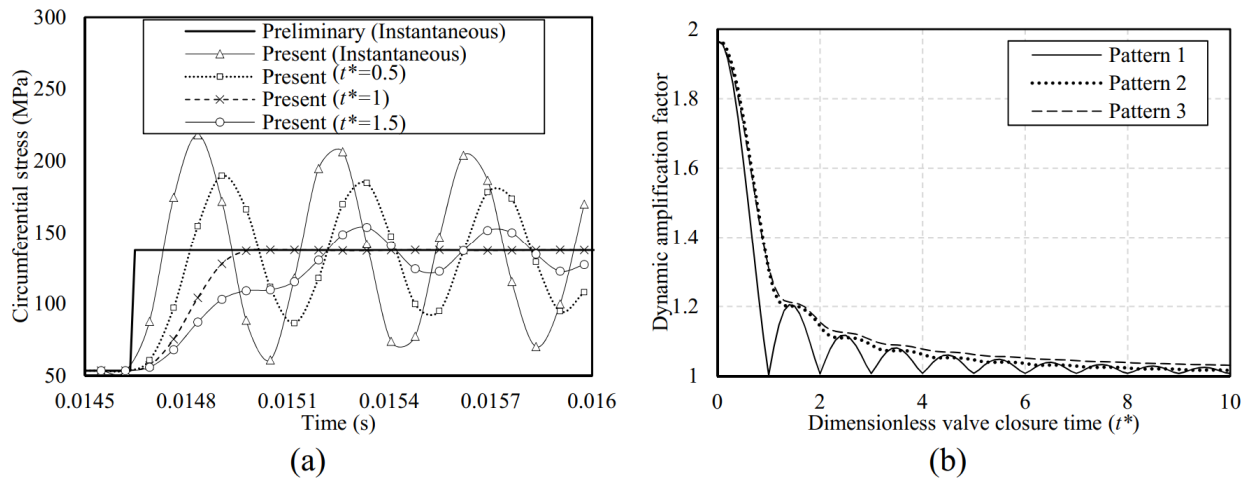 300
250
200
150
100
50
Circumferential stress (MPa)
Preliminary (Instantaneous)
Present (Instantaneous)
Present (t*=0.5)
Present (t*=1)
Present (t*=1.5)
0.0145 0.0148 0.0151 0.0154 0.0157 0.016
Time (s)
(a)
2
1.8
1.6
1.4
1.2
1
Dynamic amplification factor
Pattern 1
Pattern 2
Pattern 3
0 2 4 6 8 10
Dimensionless valve closure time (t*)
(b)